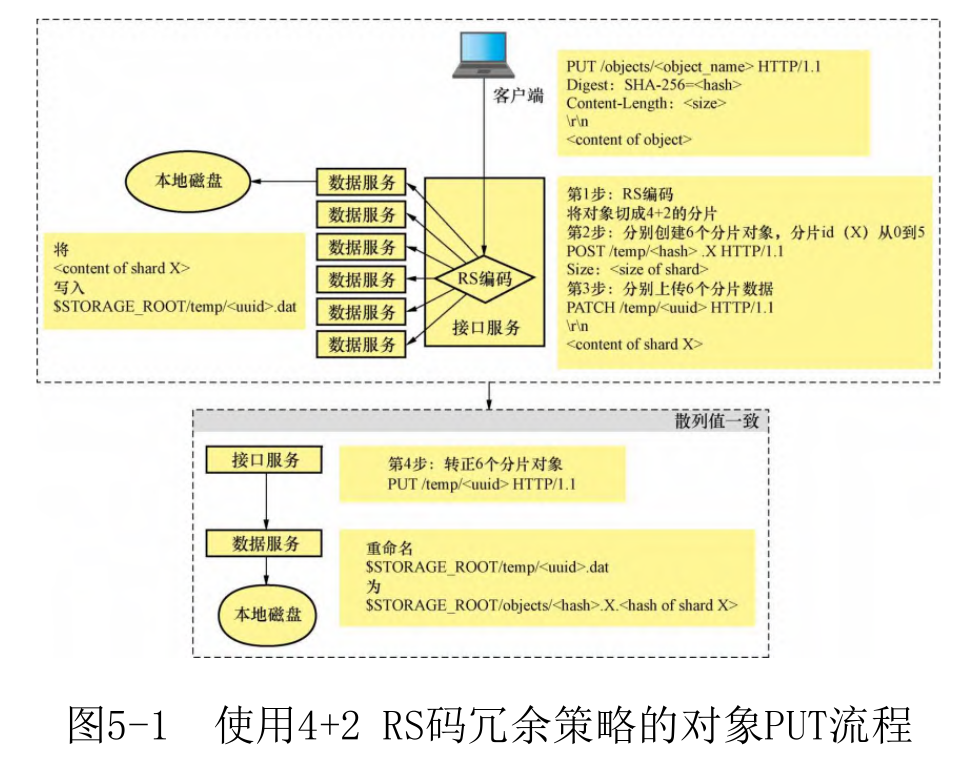 客户端
PUT /objects/<object_name> HTTP/1.1
Digest：SHA-256=<hash>
Content-Length：<size>
\r\n
<content of object>
本地磁盘
数据服务
数据服务
数据服务
数据服务
数据服务
数据服务
RS编码
接口服务
将
<content of shard X>
写入
$STORAGE_ROOT/temp/<uuid>.dat
第1步：RS编码
将对象切成4+2的分片
第2步：分别创建6个分片对象，分片id（X）从0到5
POST /temp/<hash> .X HTTP/1.1
Size：<size of shard>
第3步：分别上传6个分片数据
PATCH /temp/<uuid> HTTP/1.1
\r\n
<content of shard X>
散列值一致
接口服务
第4步：转正6个分片对象
PUT /temp/<uuid> HTTP/1.1
数据服务
本地磁盘
重命名
$STORAGE_ROOT/temp/<uuid>.dat
为
$STORAGE_ROOT/objects/<hash>.X.<hash of shard X>
图5-1 使用4+2 RS码冗余策略的对象PUT流程